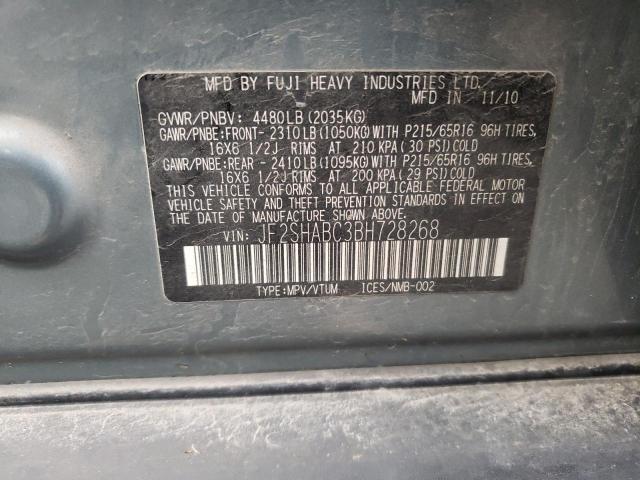 MFD BY FUJI HEAVY INDUSTRIES LTD.
MFD IN 11/10
GVWR/PNBV: 4480LB(2035KG)
GAWR/PNBE:FRONT-2310LB(1050KG)WITH P215/65R16 96H TIRES,
16X6 1/2J RIMS AT 210 KPA(30 PSI)COLD
GAWR/PNBE:REAR -2410LB(1095KG)WITH P215/65R16 96H TIRES,
16X6 1/2J RIMS AT 200 KPA(29 PSI)COLD
THIS VEHICLE CONFORMS TO ALL APPLICABLE FEDERAL MOTOR
VEHICLE SAFETY AND THEFT PREVENTION STANDARDS IN EFFECT
ON THE DATE OF MANUFACTURE SHOWN ABOVE.
VIN: JF2SHABC3BH728268
TYPE:MPV/VTUM ICES/NMB-002